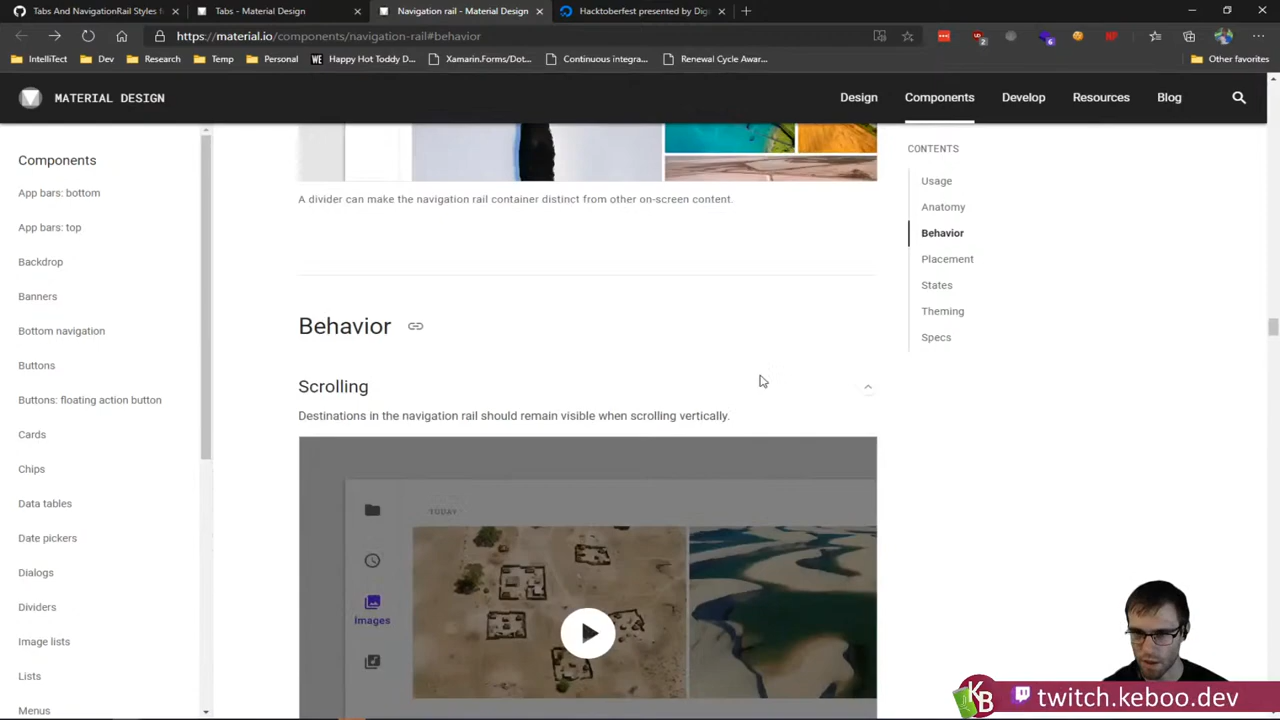 Tabs And NavigationRail Styles f
Tabs - Material Design
Navigation rail - Material Design
Hacktoberfest presented by Dig
https://material.io/components/navigation-rail#behavior
IntelliTect
Dev
Research
Temp
Personal
Happy Hot Toddy D...
Xamarin.Forms/Dot...
Continuous integra...
Renewal Cycle Awar...
Other favorites
MATERIAL DESIGN
Design
Components
Develop
Resources
Blog
Components
App bars: bottom
App bars: top
Backdrop
Banners
Bottom navigation
Buttons
Buttons: floating action button
Cards
Chips
Data tables
Date pickers
Dialogs
Dividers
Image lists
Lists
Menus
A divider can make the navigation rail container distinct from other on-screen content.
Behavior
Scrolling
Destinations in the navigation rail should remain visible when scrolling vertically.
TODAY
Images
CONTENTS
Usage
Anatomy
Behavior
Placement
States
Theming
Specs
KB
twitch.keboo.dev